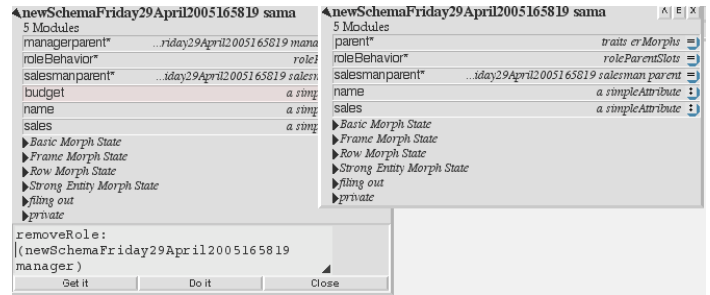 newSchemaFriday29April2005165819 sama
5 Modules
managerparent* ...riday29April2005165819 mana
roleBehavior* roleP
salesmanparent* ...iday29April2005165819 salesn
budget a simp
name a simp
sales a simp
Basic Morph State
Frame Morph State
Row Morph State
Strong Entity Morph State
filing out
private
removeRole:
(newSchemaFriday29April2005165819
manager)
Get it Do it Close
newSchemaFriday29April2005165819 sama
5 Modules
parent* traits erMorphs =
roleBehavior* roleParentSlots =
salesmanparent* ...iday29April2005165819 salesman parent =
name a simpleAttribute :
sales a simpleAttribute :
Basic Morph State
Frame Morph State
Row Morph State
Strong Entity Morph State
filing out
private